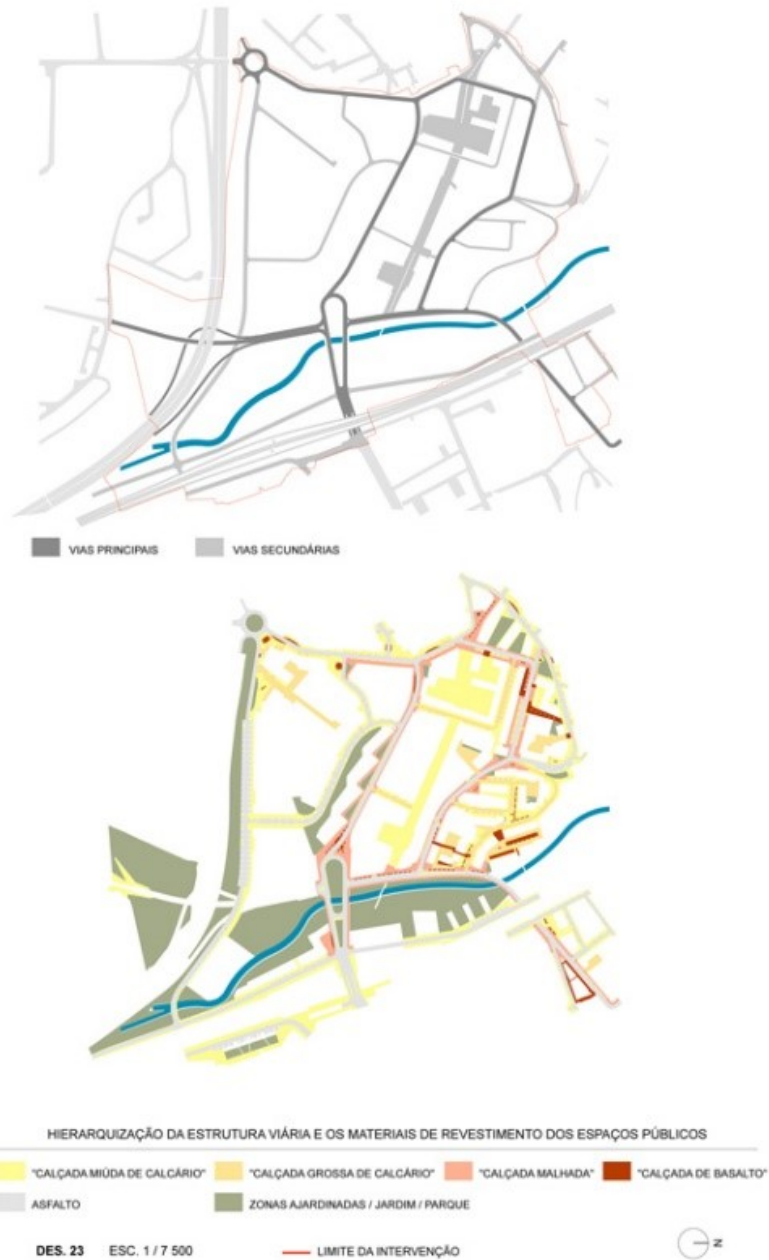 VIAS PRINCIPAIS VIAS SECUNDÁRIAS
HIERARQUIZAÇÃO DA ESTRUTURA VIÁRIA E OS MATERIAIS DE REVESTIMENTO DOS ESPAÇOS PÚBLICOS
"CALÇADA MIÚDA DE CALCÁRIO" "CALÇADA GROSSA DE CALCÁRIO" "CALÇADA MALHADA" "CALÇADA DE BASALTO"
ASFALTO ZONAS AJARDINADAS / JARDIM / PARQUE
DES. 23 ESC. 1 / 7 500 LIMITE DA INTERVENÇÃO N